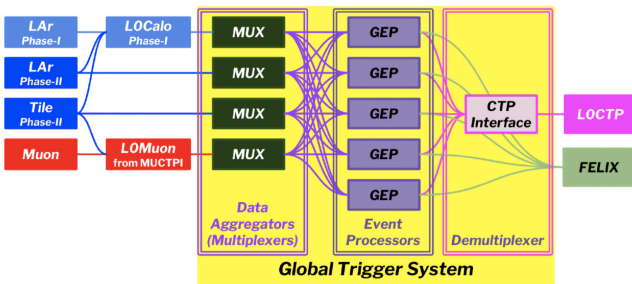 LAr
Phase-I
L0Calo
Phase-I
MUX
GEP
LAr
Phase-II
MUX
GEP
Tile
Phase-II
MUX
GEP
CTP
Interface
L0CTP
Muon
L0Muon
from MUCTPI
MUX
GEP
FELIX
GEP
Data
Aggregators
(Multiplexers)
Event
Processors
Demultiplexer
Global Trigger System